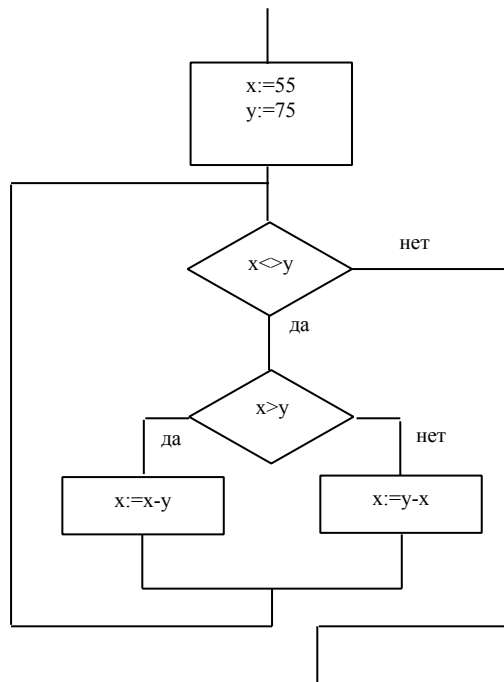 x:=55
y:=75
x<>y
нет
да
x>y
да
нет
x:=x-y
x:=y-x